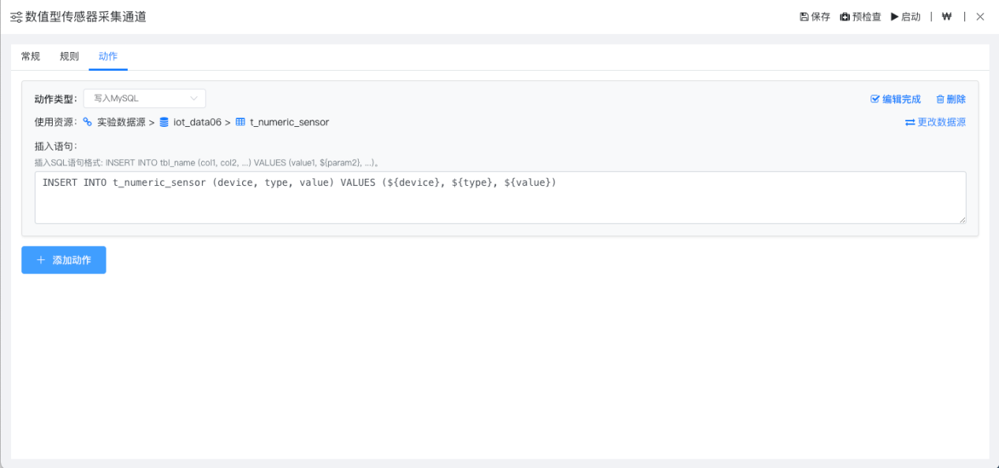 数值型传感器采集通道 保存 预检查 启动 | ₩ |
常规 规则 动作
动作类型: 写入MySQL 编辑完成 删除
使用资源: 实验数据源 > iot_data06 > t_numeric_sensor 更改数据源
插入语句:
插入SQL语句格式: INSERT INTO tbl_name (col1, col2, ...) VALUES (value1, ${param2}, ...)。
INSERT INTO t_numeric_sensor (device, type, value) VALUES (${device}, ${type}, ${value})
+ 添加动作